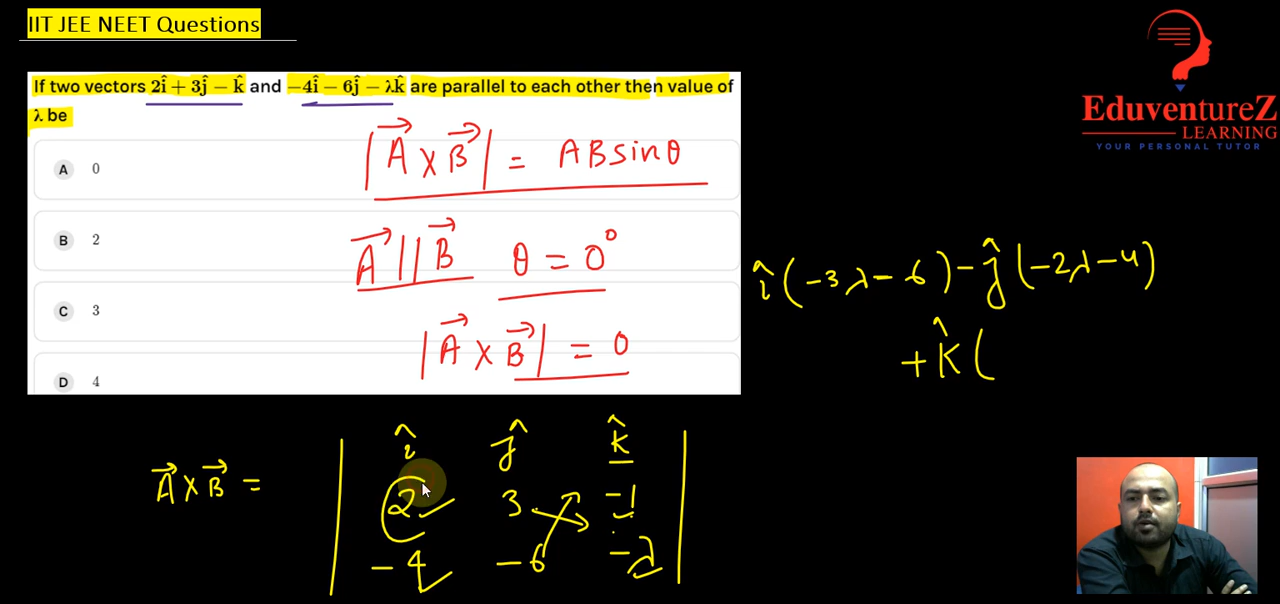 IIT JEE NEET Questions
If two vectors 2î + 3ĵ − k̂ and −4î − 6ĵ − λk̂ are parallel to each other then value of
λ be
A 0
B 2
C 3
D 4
|A⃗ × B⃗| = AB sinθ
A⃗ || B⃗ θ = 0°
|A⃗ × B⃗| = 0
î(-3λ - 6) - ĵ(-2λ - 4)
+ k̂(
A⃗ × B⃗ = | î ĵ k̂ |
2 3 -1
-4 -6 -λ
EduventureZ
LEARNING
YOUR PERSONAL TUTOR